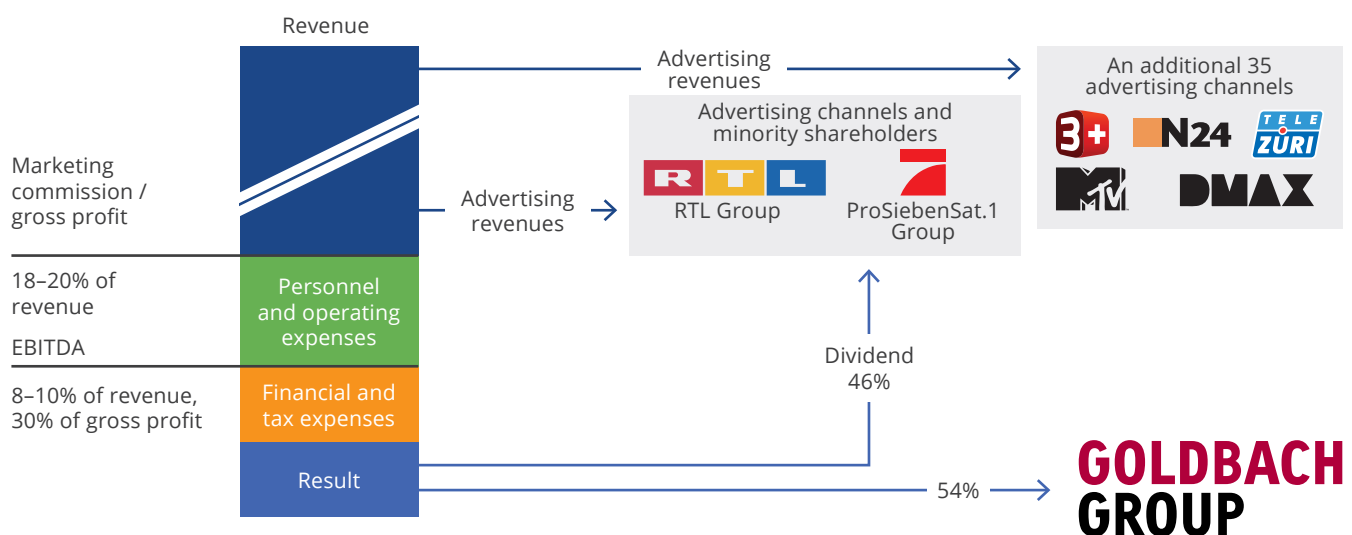 Revenue
Marketing
commission /
gross profit
18–20% of
revenue
EBITDA
8–10% of revenue,
30% of gross profit
Personnel
and operating
expenses
Financial and
tax expenses
Result
Advertising
revenues
Advertising
revenues
Advertising channels and
minority shareholders
RTL
RTL Group
7
ProSiebenSat.1
Group
An additional 35
advertising channels
3+
N24
TELE
ZÜRI
MTV
DMAX
Dividend
46%
54%
GOLDBACH
GROUP